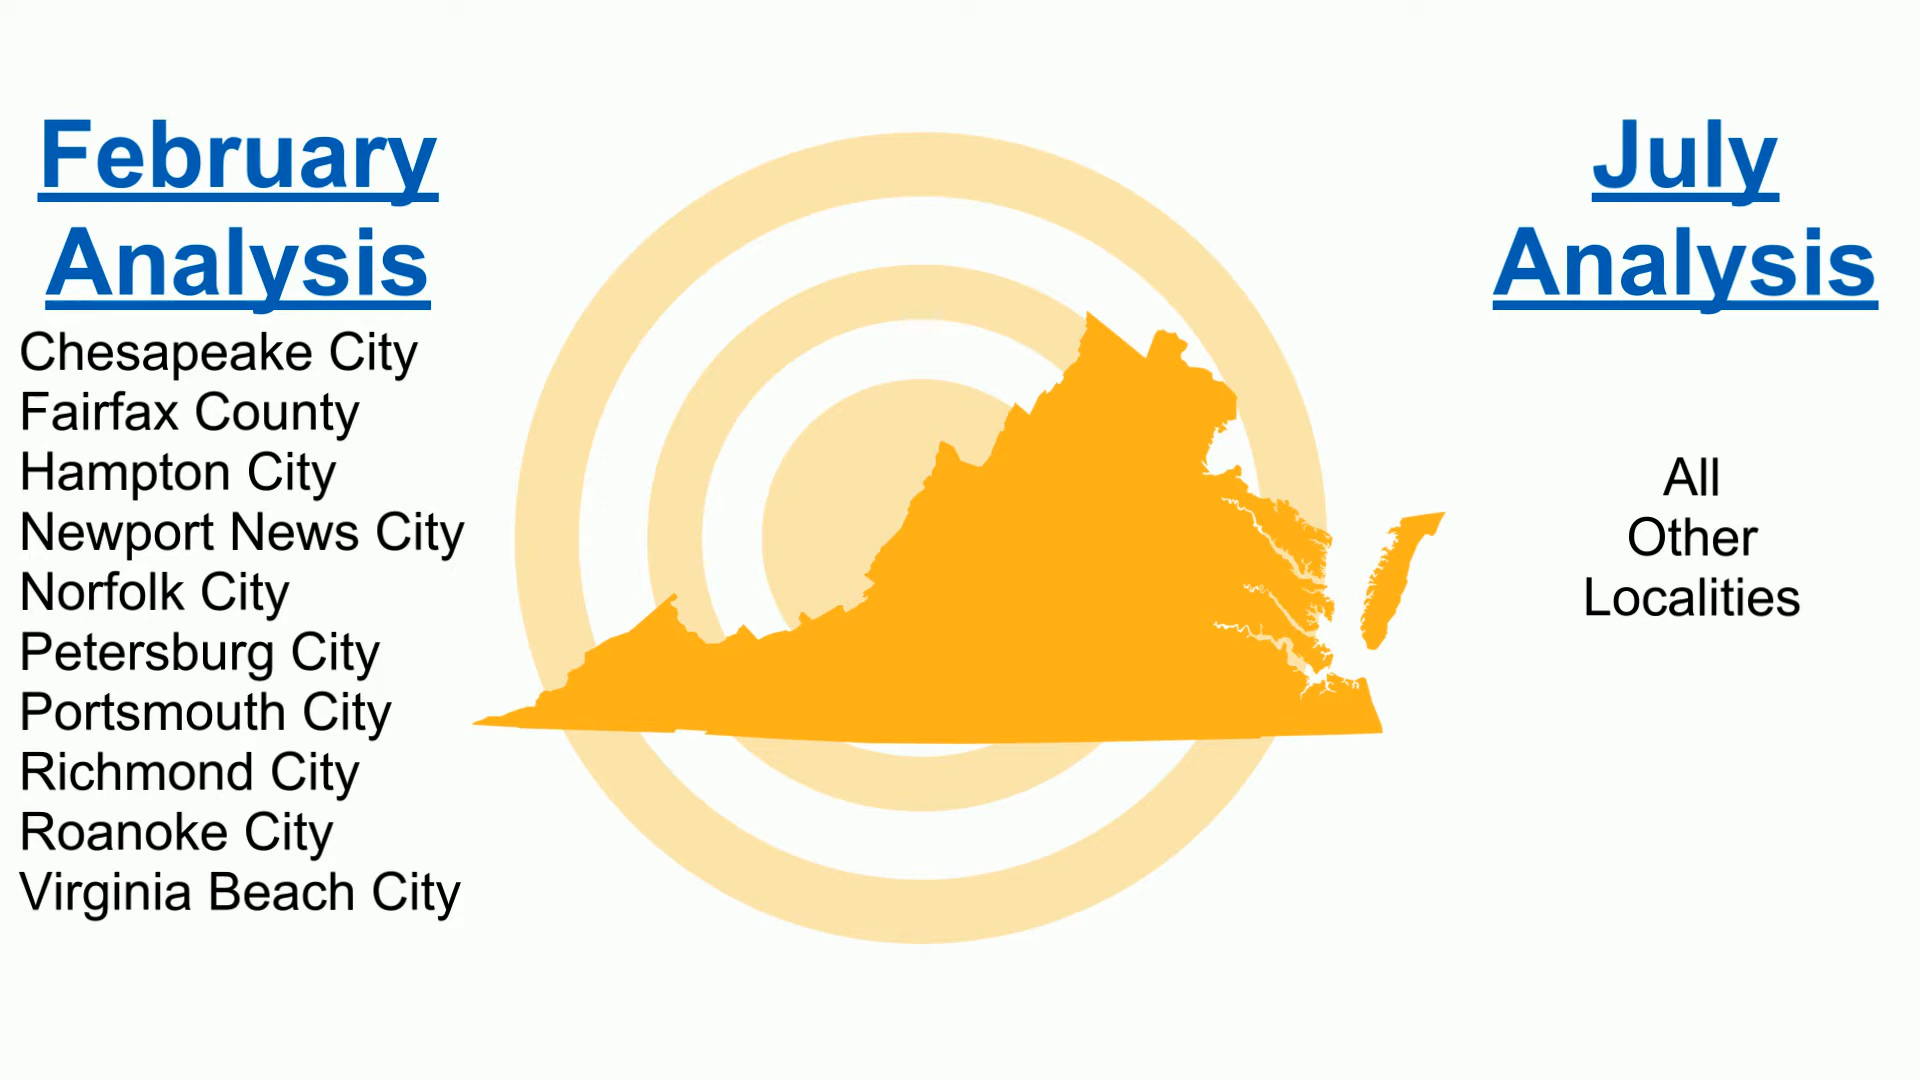 February
Analysis
Chesapeake City
Fairfax County
Hampton City
Newport News City
Norfolk City
Petersburg City
Portsmouth City
Richmond City
Roanoke City
Virginia Beach City
July
Analysis
All
Other
Localities